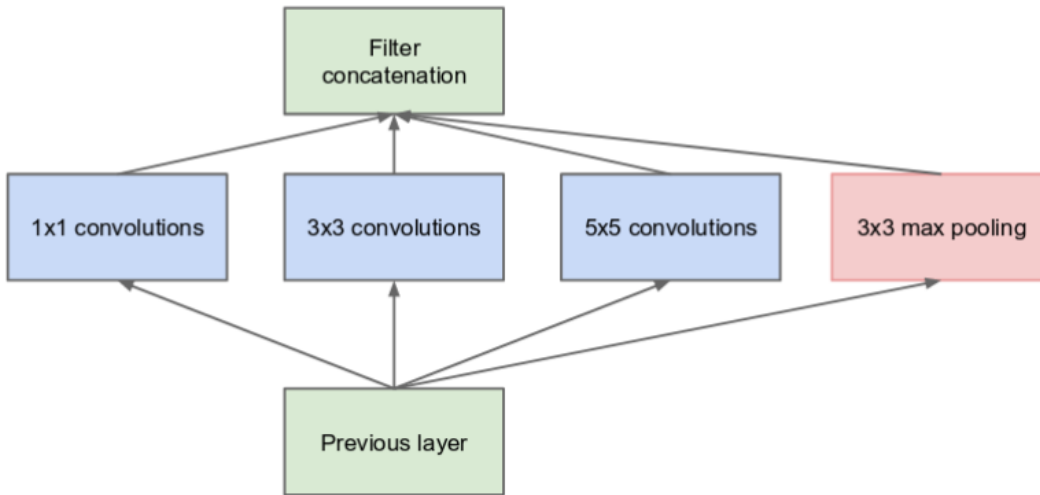 Filter
concatenation
1x1 convolutions
3x3 convolutions
5x5 convolutions
3x3 max pooling
Previous layer